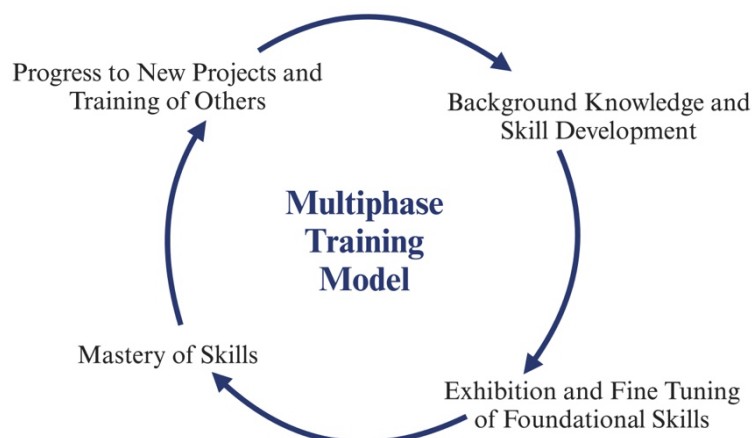 Progress to New Projects and
Training of Others
Background Knowledge and
Skill Development
Multiphase
Training
Model
Mastery of Skills
Exhibition and Fine Tuning
of Foundational Skills